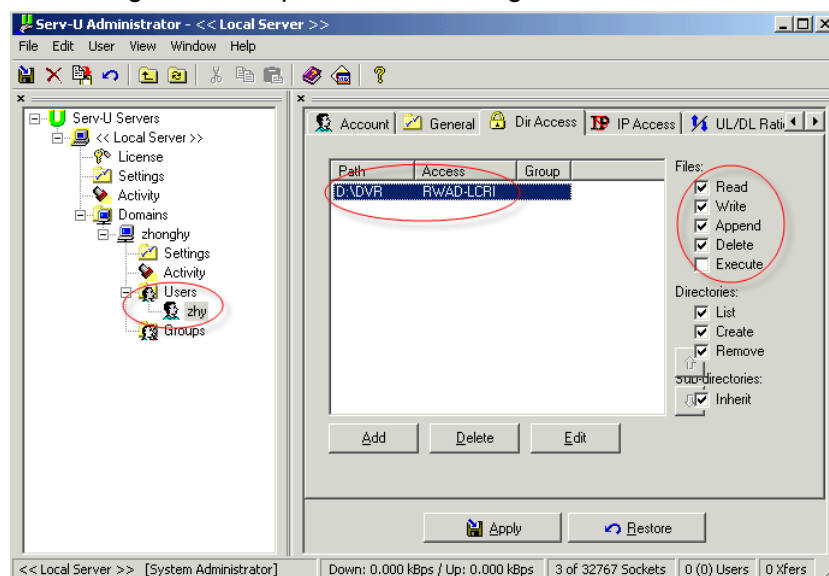 Serv-U Administrator - << Local Server >>
File Edit User View Window Help
Serv-U Servers
<< Local Server >>
License
Settings
Activity
Domains
zhonghy
Settings
Activity
Users
zhy
Groups
Account General Dir Access IP Access UL/DL Rati
Path Access Group
D:\DVR RWAD-LCRI
Files:
Read
Write
Append
Delete
Execute
Directories:
List
Create
Remove
Sub-directories:
Inherit
Add Delete Edit
Apply Restore
<< Local Server >> [System Administrator] Down: 0.000 kBps / Up: 0.000 kBps 3 of 32767 Sockets 0 (0) Users 0 Xfers